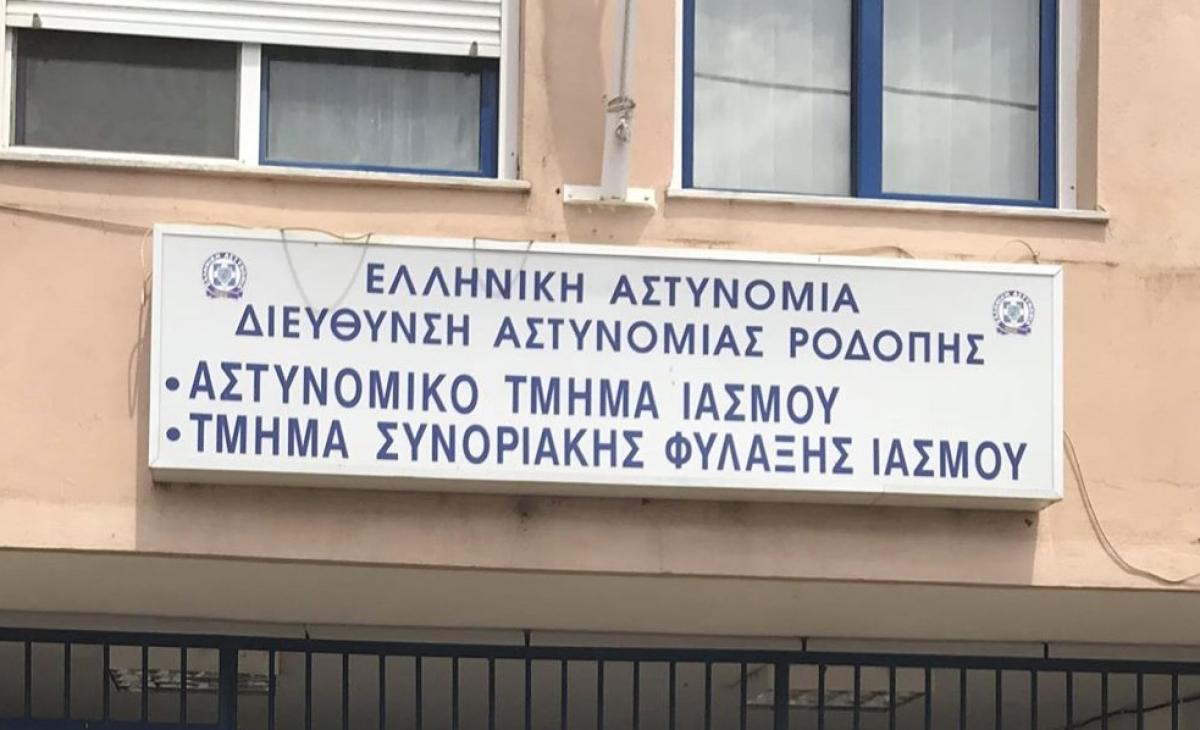 ΕΛΛΗΝΙΚΗ ΑΣΤΥΝΟΜΙΑ
ΔΙΕΥΘΥΝΣΗ ΑΣΤΥΝΟΜΙΑΣ ΡΟΔΟΠΗΣ
• ΑΣΤΥΝΟΜΙΚΟ ΤΜΗΜΑ ΙΑΣΜΟΥ
• ΤΜΗΜΑ ΣΥΝΟΡΙΑΚΗΣ ΦΥΛΑΞΗΣ ΙΑΣΜΟΥ